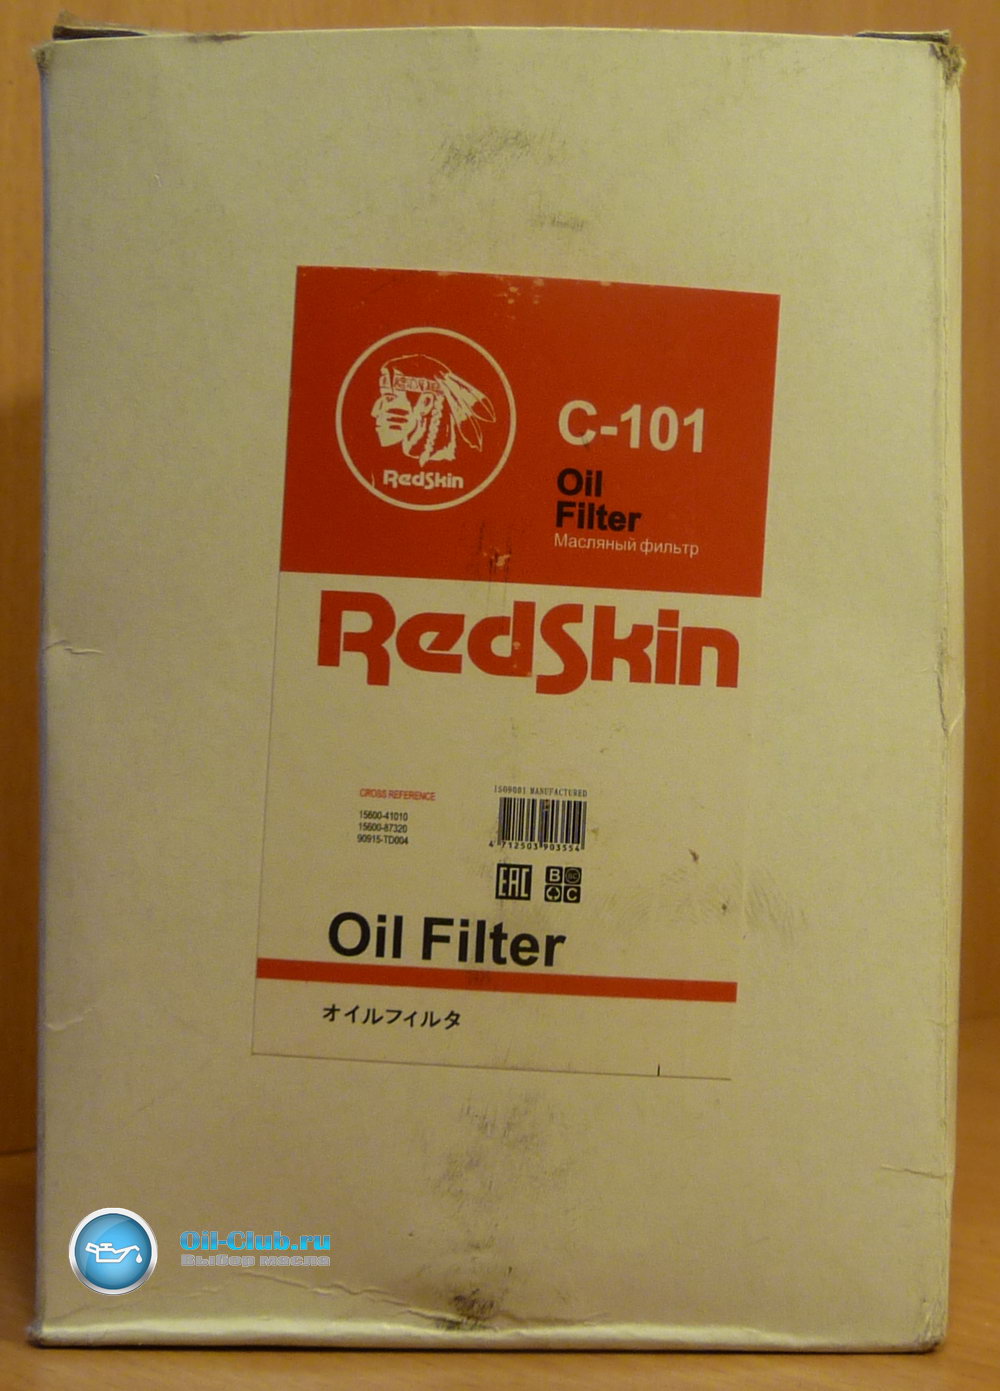 RedSkin
C-101
Oil
Filter
Масляный фильтр
RedSkin
CROSS REFERENCE
15600-41010
15600-87320
90915-TD004
ISO9001 MANUFACTURED
4 712503 903554
EAC
B
C
Oil Filter
オイルフィルタ
Oil-Club.ru
Выбор масла